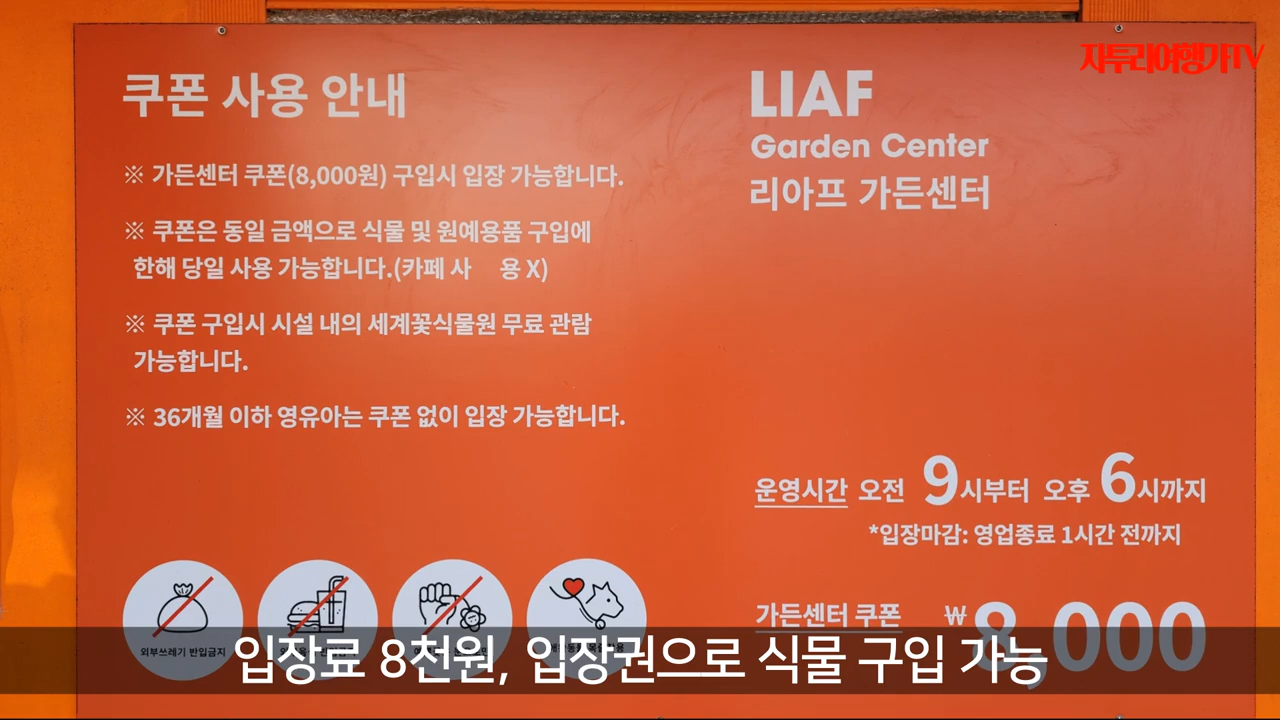 자투리여행가TV
쿠폰 사용 안내
※ 가든센터 쿠폰(8,000원) 구입시 입장 가능합니다.
※ 쿠폰은 동일 금액으로 식물 및 원예용품 구입에
한해 당일 사용 가능합니다.(카페 사 용 X)
※ 쿠폰 구입시 시설 내의 세계꽃식물원 무료 관람
가능합니다.
※ 36개월 이하 영유아는 쿠폰 없이 입장 가능합니다.
LIAF
Garden Center
리아프 가든센터
운영시간 오전 9시부터 오후 6시까지
*입장마감: 영업종료 1시간 전까지
가든센터 쿠폰 ₩8,000
외부쓰레기 반입금지
입상료 8천원, 입장권으로 식물 구입 가능